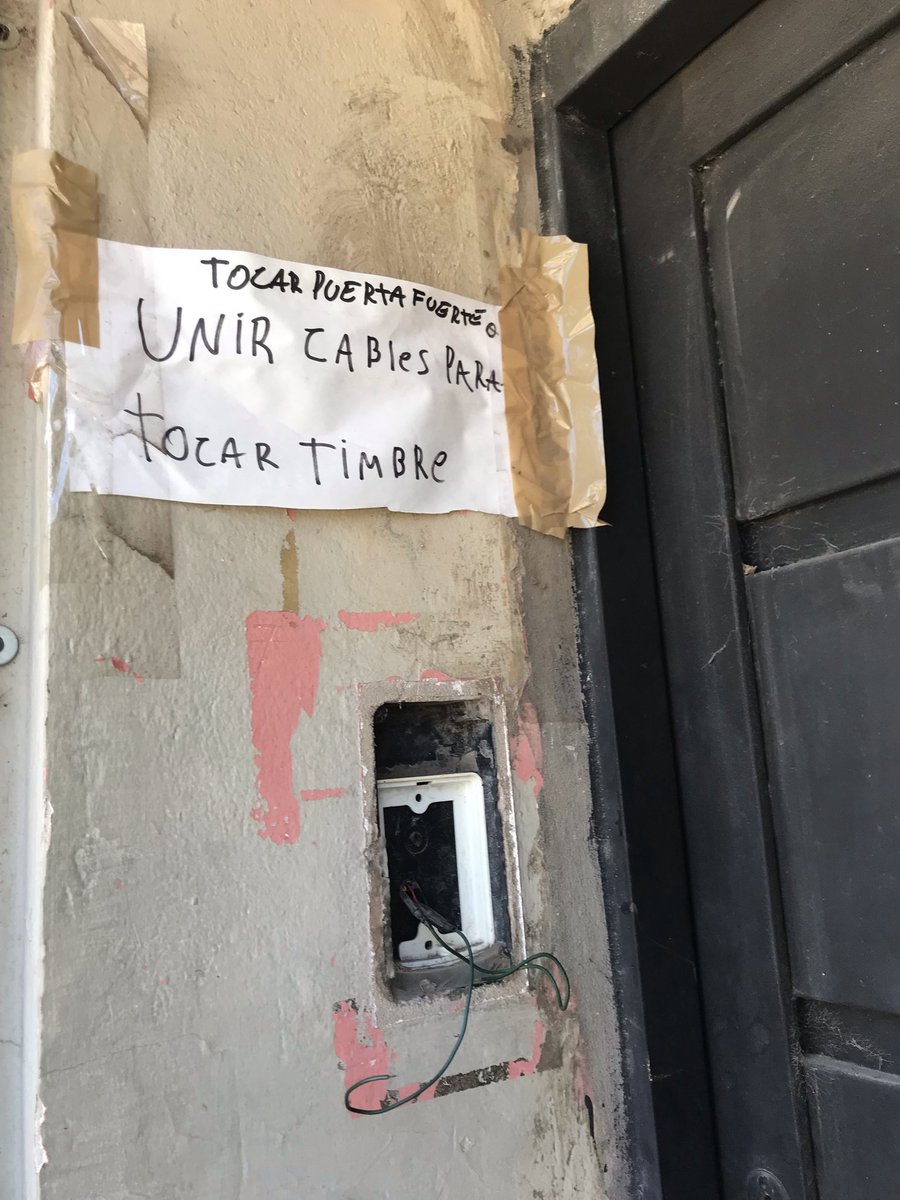 TOCAR PUERTA FUERTE o
UNIR CABles PARA
TOCAR TiMBRe